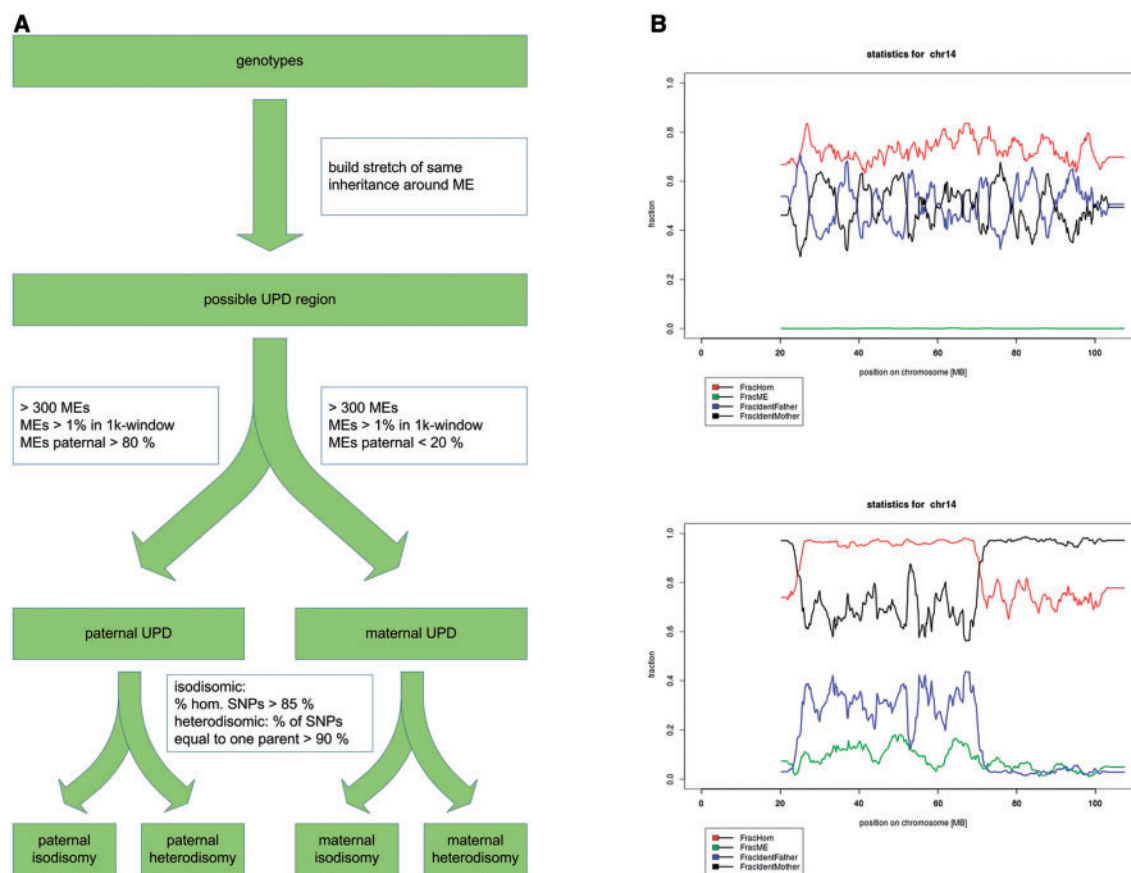 A
genotypes
build stretch of same
inheritance around ME
possible UPD region
> 300 MEs
MEs > 1% in 1k-window
MEs paternal > 80 %
> 300 MEs
MEs > 1% in 1k-window
MEs paternal < 20 %
paternal UPD
maternal UPD
isodisomic:
% hom. SNPs > 85 %
heterodisomic: % of SNPs
equal to one parent > 90 %
paternal
isodisomy
paternal
heterodisomy
maternal
isodisomy
maternal
heterodisomy
B
statistics for chr14
fraction
1.0
0.8
0.6
0.4
0.2
0.0
0 20 40 60 80 100
position on chromosome [MB]
FracHom
FracME
FracIdentFather
FracIdentMother
statistics for chr14
fraction
1.0
0.8
0.6
0.4
0.2
0.0
0 20 40 60 80 100
position on chromosome [MB]
FracHom
FracME
FracIdentFather
FracIdentMother